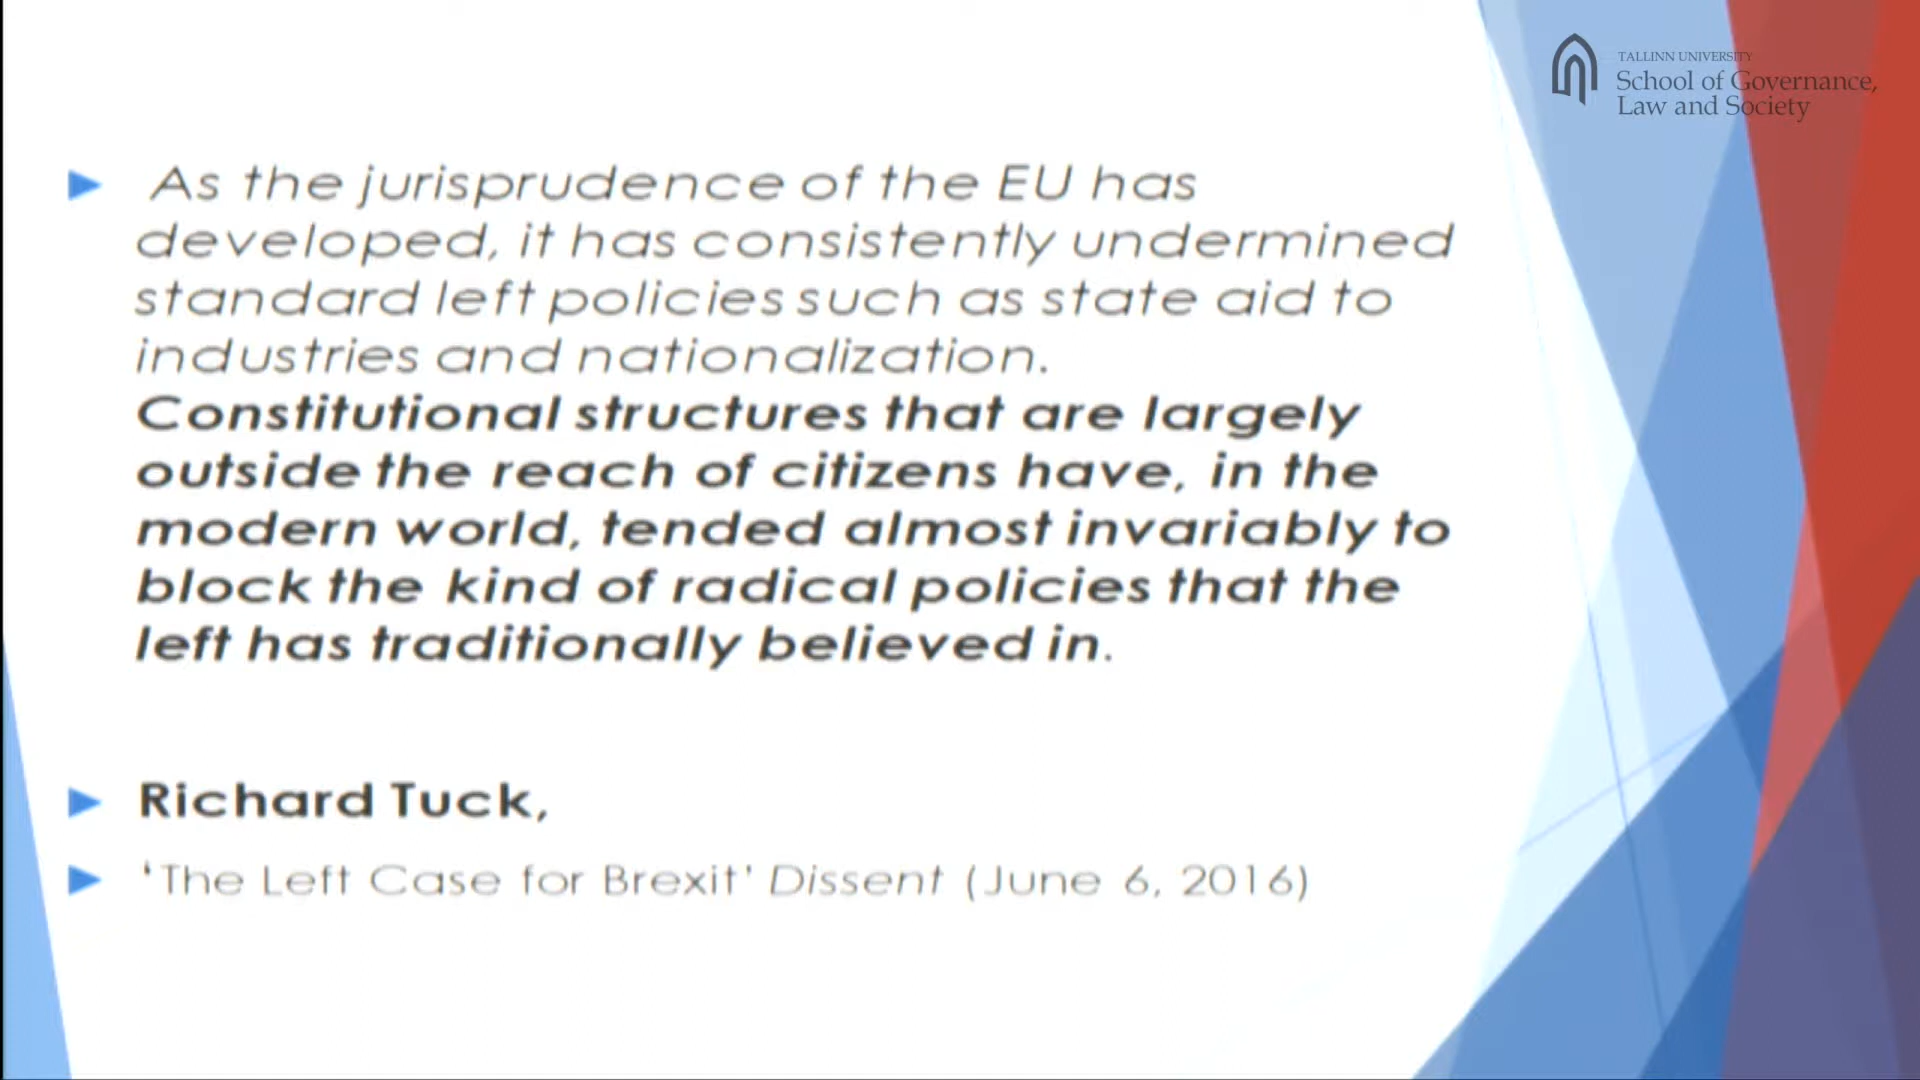 TALLINN UNIVERSITY
School of Governance,
Law and Society
As the jurisprudence of the EU has
developed, it has consistently undermined
standard left policies such as state aid to
industries and nationalization.
Constitutional structures that are largely
outside the reach of citizens have, in the
modern world, tended almost invariably to
block the kind of radical policies that the
left has traditionally believed in.
Richard Tuck,
‘The Left Case for Brexit’ Dissent (June 6, 2016)